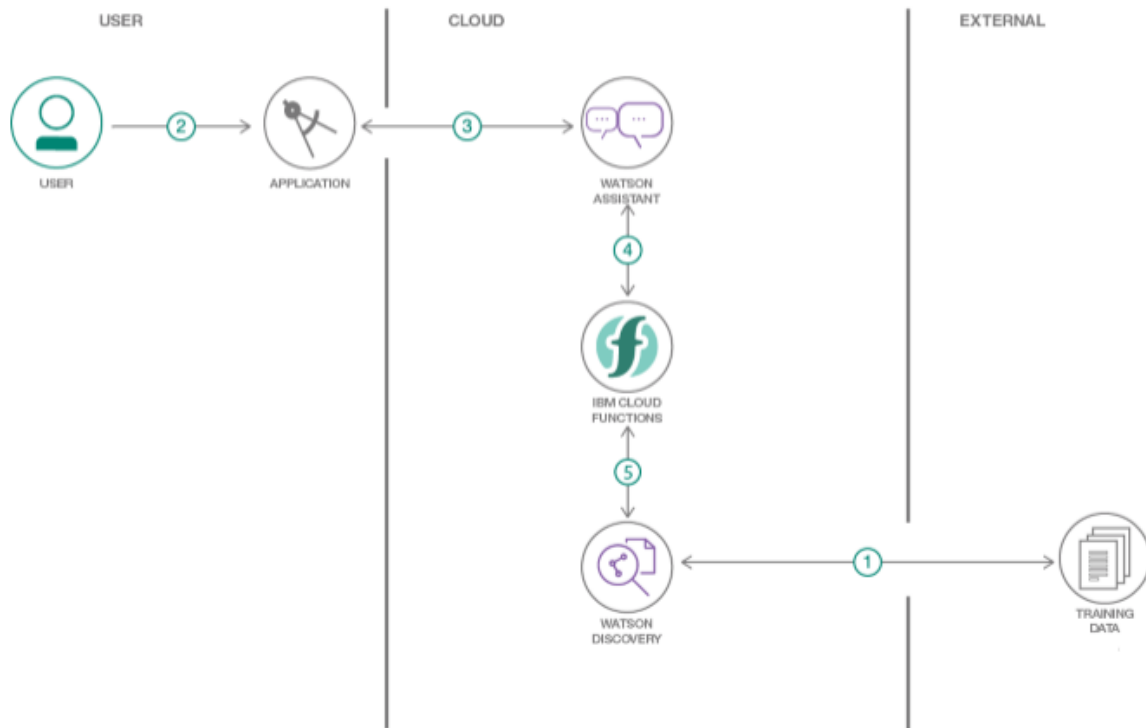 USER
CLOUD
EXTERNAL
2
3
USER
APPLICATION
WATSON
ASSISTANT
4
IBM CLOUD
FUNCTIONS
5
1
WATSON
DISCOVERY
TRAINING
DATA